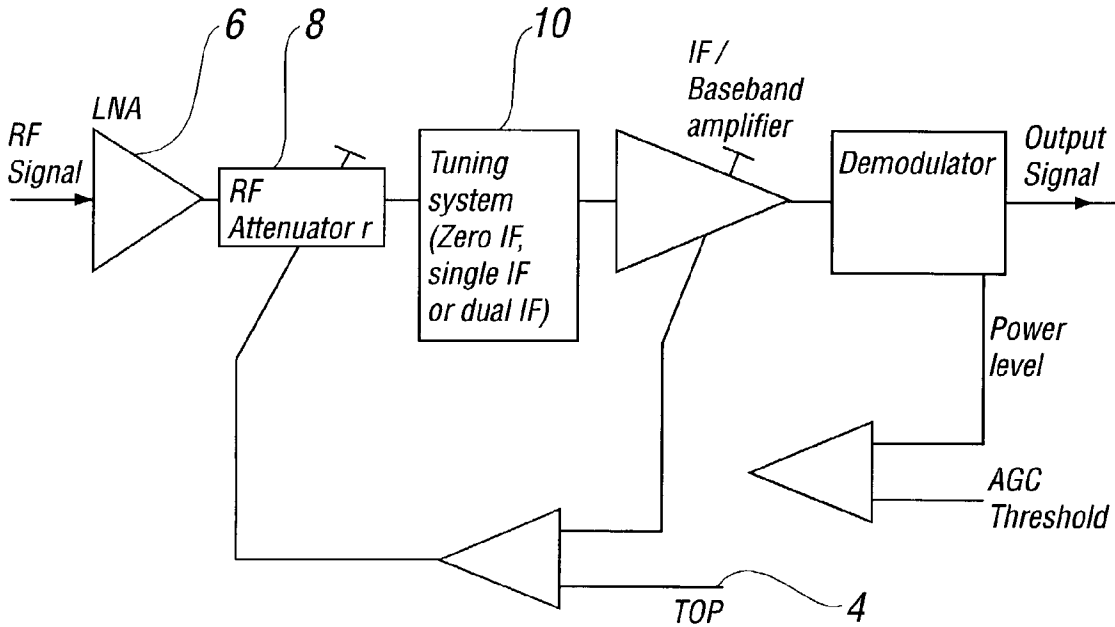 6
8
10
LNA
RF
Signal
RF
Attenuator r
Tuning
system
(Zero IF,
single IF
or dual IF)
IF /
Baseband
amplifier
Demodulator
Output
Signal
Power
level
AGC
Threshold
TOP
4